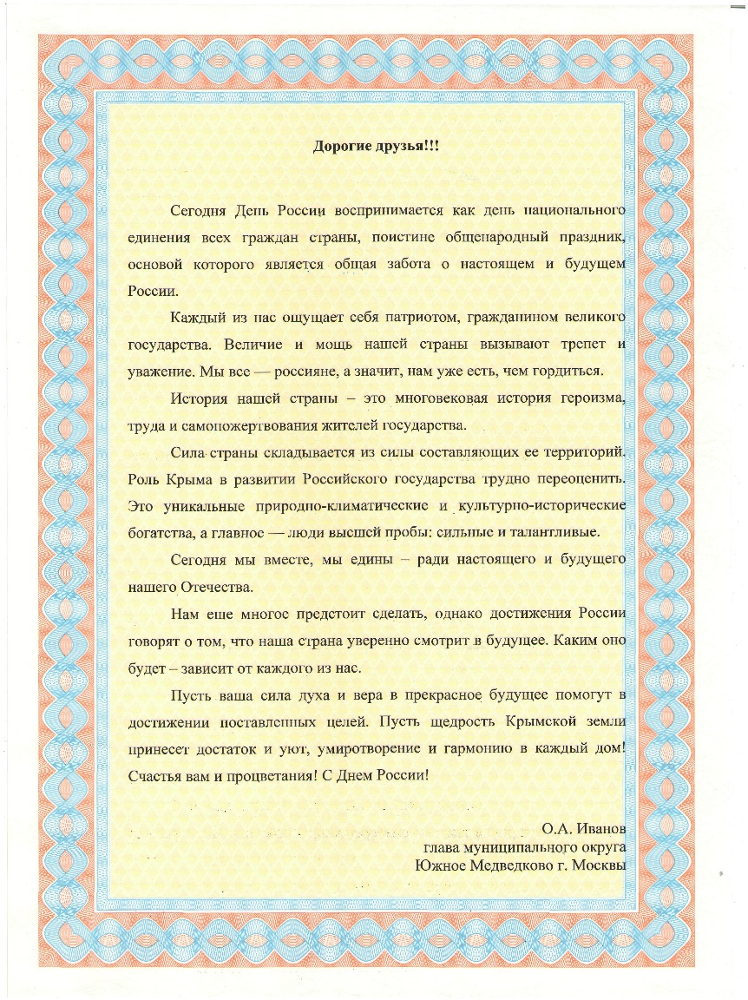 Дорогие друзья!!!
Сегодня День России воспринимается как день национального
единения всех граждан страны, поистине общенародный праздник,
основой которого является общая забота о настоящем и будущем
России.
Каждый из нас ощущает себя патриотом, гражданином великого
государства. Величие и мощь нашей страны вызывают трепет и
уважение. Мы все — россияне, а значит, нам уже есть, чем гордиться.
История нашей страны – это многовековая история героизма,
труда и самопожертвования жителей государства.
Сила страны складывается из силы составляющих ее территорий.
Роль Крыма в развитии Российского государства трудно переоценить.
Это уникальные природно-климатические и культурно-исторические
богатства, а главное — люди высшей пробы: сильные и талантливые.
Сегодня мы вместе, мы едины – ради настоящего и будущего
нашего Отечества.
Нам еше многое предстоит сделать, однако достижения России
говорят о том, что наша страна уверенно смотрит в будущее. Каким оно
будет – зависит от каждого из нас.
Пусть ваша сила духа и вера в прекрасное будущее помогут в
достижении поставленных целей. Пусть щедрость Крымской земли
принесет достаток и уют, умиротворение и гармонию в каждый дом!
Счастья вам и процветания! С Днем России!
О.А. Иванов
глава муниципального округа
Южное Медведково г. Москвы